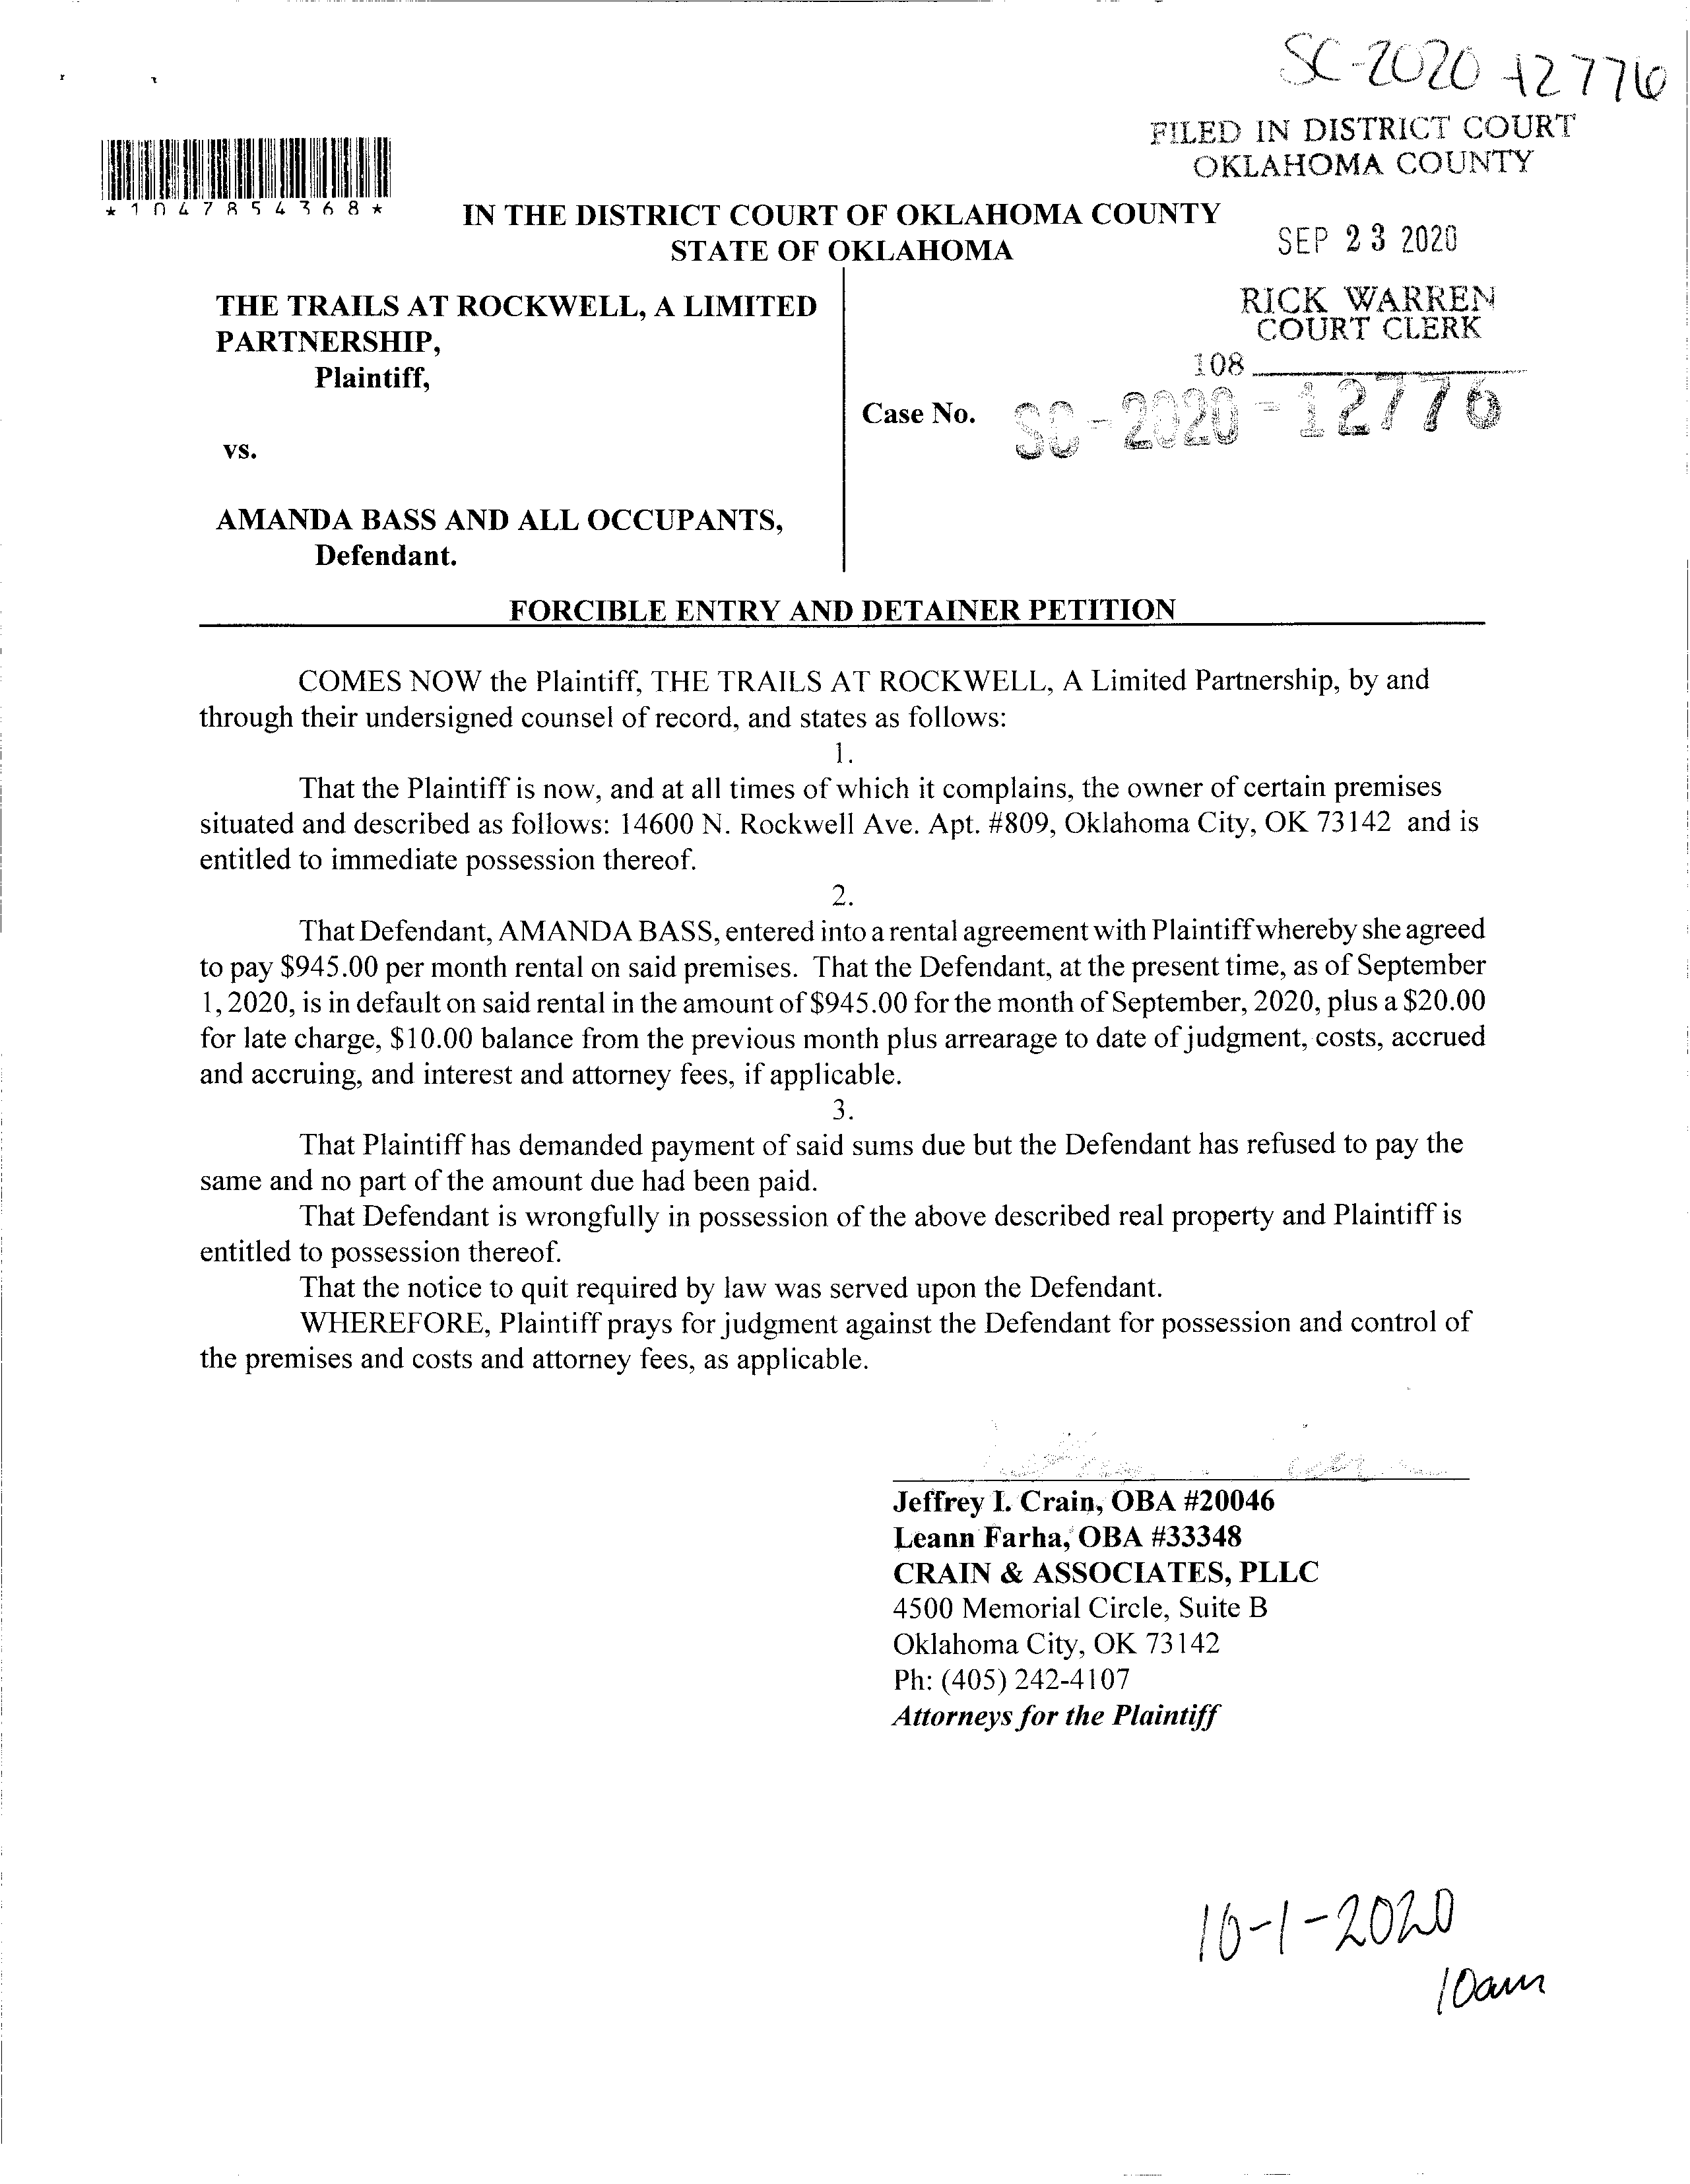 SC-2020-12776
FILED IN DISTRICT COURT
OKLAHOMA COUNTY
*1047854368*
IN THE DISTRICT COURT OF OKLAHOMA COUNTY
STATE OF OKLAHOMA
SEP 23 2020
THE TRAILS AT ROCKWELL, A LIMITED
PARTNERSHIP,
Plaintiff,
RICK WARREN
COURT CLERK
108
Case No. SC-2020-12776
vs.
AMANDA BASS AND ALL OCCUPANTS,
Defendant.
FORCIBLE ENTRY AND DETAINER PETITION
COMES NOW the Plaintiff, THE TRAILS AT ROCKWELL, A Limited Partnership, by and
through their undersigned counsel of record, and states as follows:
1.
That the Plaintiff is now, and at all times of which it complains, the owner of certain premises
situated and described as follows: 14600 N. Rockwell Ave. Apt. #809, Oklahoma City, OK 73142 and is
entitled to immediate possession thereof.
2.
That Defendant, AMANDA BASS, entered into a rental agreement with Plaintiff whereby she agreed
to pay $945.00 per month rental on said premises. That the Defendant, at the present time, as of September
1, 2020, is in default on said rental in the amount of $945.00 for the month of September, 2020, plus a $20.00
for late charge, $10.00 balance from the previous month plus arrearage to date of judgment, costs, accrued
and accruing, and interest and attorney fees, if applicable.
3.
That Plaintiff has demanded payment of said sums due but the Defendant has refused to pay the
same and no part of the amount due had been paid.
That Defendant is wrongfully in possession of the above described real property and Plaintiff is
entitled to possession thereof.
That the notice to quit required by law was served upon the Defendant.
WHEREFORE, Plaintiff prays for judgment against the Defendant for possession and control of
the premises and costs and attorney fees, as applicable.
Jeffrey I. Crain, OBA #20046
Leann Farha, OBA #33348
CRAIN & ASSOCIATES, PLLC
4500 Memorial Circle, Suite B
Oklahoma City, OK 73142
Ph: (405) 242-4107
Attorneys for the Plaintiff
10-1-2020
10am